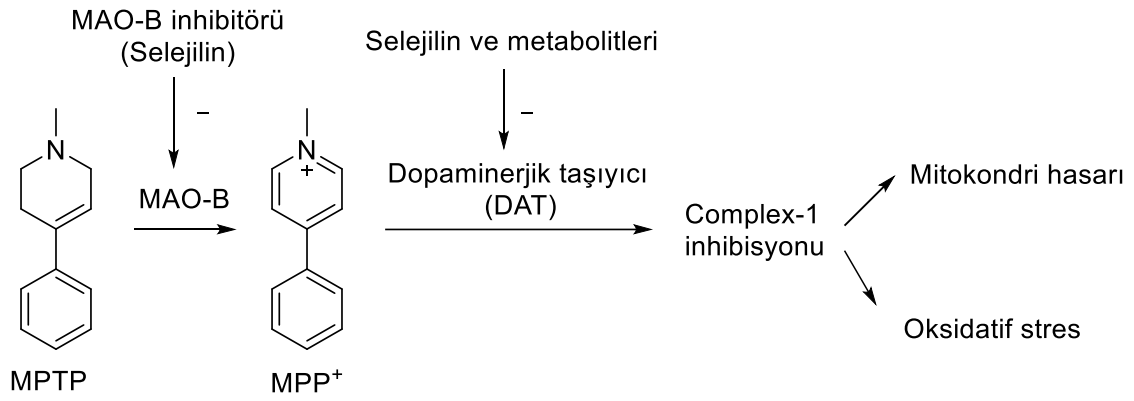 MAO-B inhibitörü
(Selejilin)
Selejilin ve metabolitleri
–
–
N
N
+
MAO-B
Dopaminerjik taşıyıcı
(DAT)
Complex-1
inhibisyonu
Mitokondri hasarı
Oksidatif stres
MPTP
MPP⁺